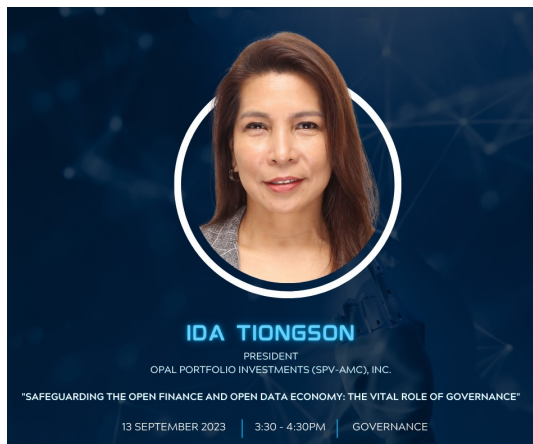 IDA TIONGSON
PRESIDENT
OPAL PORTFOLIO INVESTMENTS (SPV-AMC), INC.
"SAFEGUARDING THE OPEN FINANCE AND OPEN DATA ECONOMY: THE VITAL ROLE OF GOVERNANCE"
13 SEPTEMBER 2023 | 3:30 - 4:30PM | GOVERNANCE